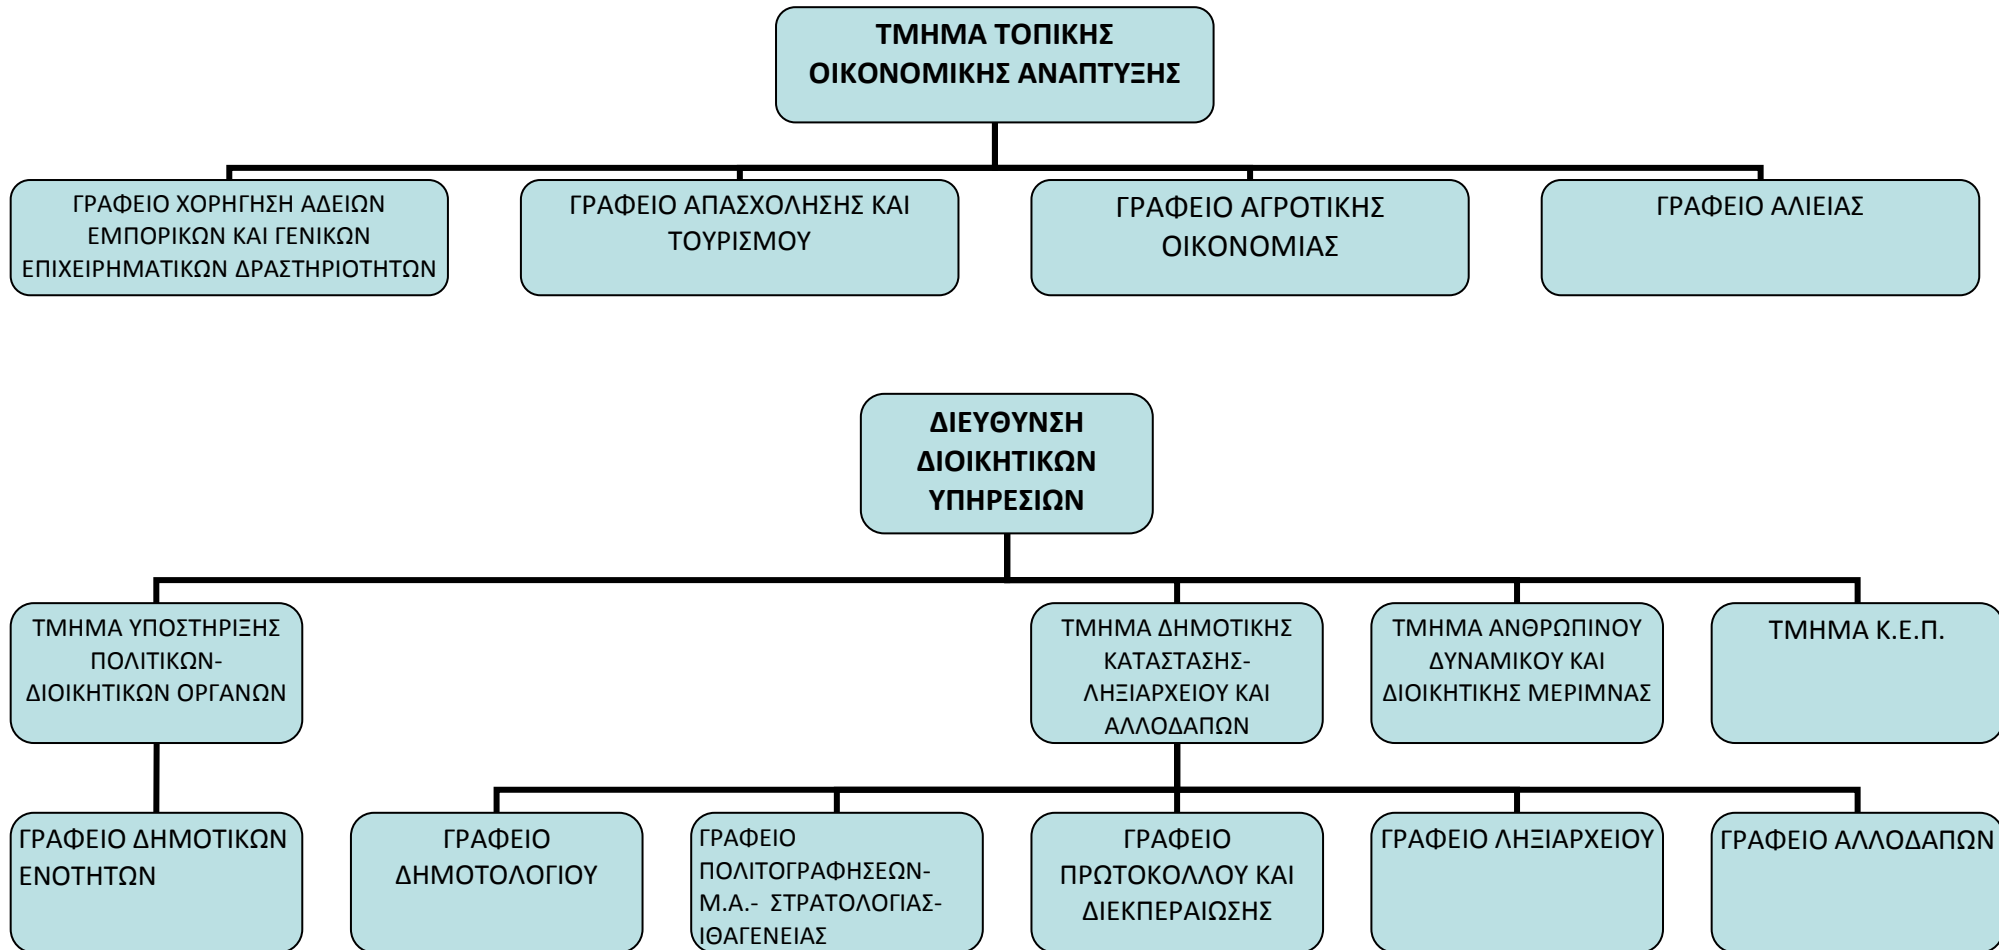 ΤΜΗΜΑ ΤΟΠΙΚΗΣ
ΟΙΚΟΝΟΜΙΚΗΣ ΑΝΑΠΤΥΞΗΣ
ΓΡΑΦΕΙΟ ΧΟΡΗΓΗΣΗ ΑΔΕΙΩΝ
ΕΜΠΟΡΙΚΩΝ ΚΑΙ ΓΕΝΙΚΩΝ
ΕΠΙΧΕΙΡΗΜΑΤΙΚΩΝ ΔΡΑΣΤΗΡΙΟΤΗΤΩΝ
ΓΡΑΦΕΙΟ ΑΠΑΣΧΟΛΗΣΗΣ ΚΑΙ
ΤΟΥΡΙΣΜΟΥ
ΓΡΑΦΕΙΟ ΑΓΡΟΤΙΚΗΣ
ΟΙΚΟΝΟΜΙΑΣ
ΓΡΑΦΕΙΟ ΑΛΙΕΙΑΣ
ΔΙΕΥΘΥΝΣΗ
ΔΙΟΙΚΗΤΙΚΩΝ
ΥΠΗΡΕΣΙΩΝ
ΤΜΗΜΑ ΥΠΟΣΤΗΡΙΞΗΣ
ΠΟΛΙΤΙΚΩΝ-
ΔΙΟΙΚΗΤΙΚΩΝ ΟΡΓΑΝΩΝ
ΤΜΗΜΑ ΔΗΜΟΤΙΚΗΣ
ΚΑΤΑΣΤΑΣΗΣ-
ΛΗΞΙΑΡΧΕΙΟΥ ΚΑΙ
ΑΛΛΟΔΑΠΩΝ
ΤΜΗΜΑ ΑΝΘΡΩΠΙΝΟΥ
ΔΥΝΑΜΙΚΟΥ ΚΑΙ
ΔΙΟΙΚΗΤΙΚΗΣ ΜΕΡΙΜΝΑΣ
ΤΜΗΜΑ Κ.Ε.Π.
ΓΡΑΦΕΙΟ ΔΗΜΟΤΙΚΩΝ
ΕΝΟΤΗΤΩΝ
ΓΡΑΦΕΙΟ
ΔΗΜΟΤΟΛΟΓΙΟΥ
ΓΡΑΦΕΙΟ
ΠΟΛΙΤΟΓΡΑΦΗΣΕΩΝ-
Μ.Α.- ΣΤΡΑΤΟΛΟΓΙΑΣ-
ΙΘΑΓΕΝΕΙΑΣ
ΓΡΑΦΕΙΟ
ΠΡΩΤΟΚΟΛΛΟΥ ΚΑΙ
ΔΙΕΚΠΕΡΑΙΩΣΗΣ
ΓΡΑΦΕΙΟ ΛΗΞΙΑΡΧΕΙΟΥ
ΓΡΑΦΕΙΟ ΑΛΛΟΔΑΠΩΝ